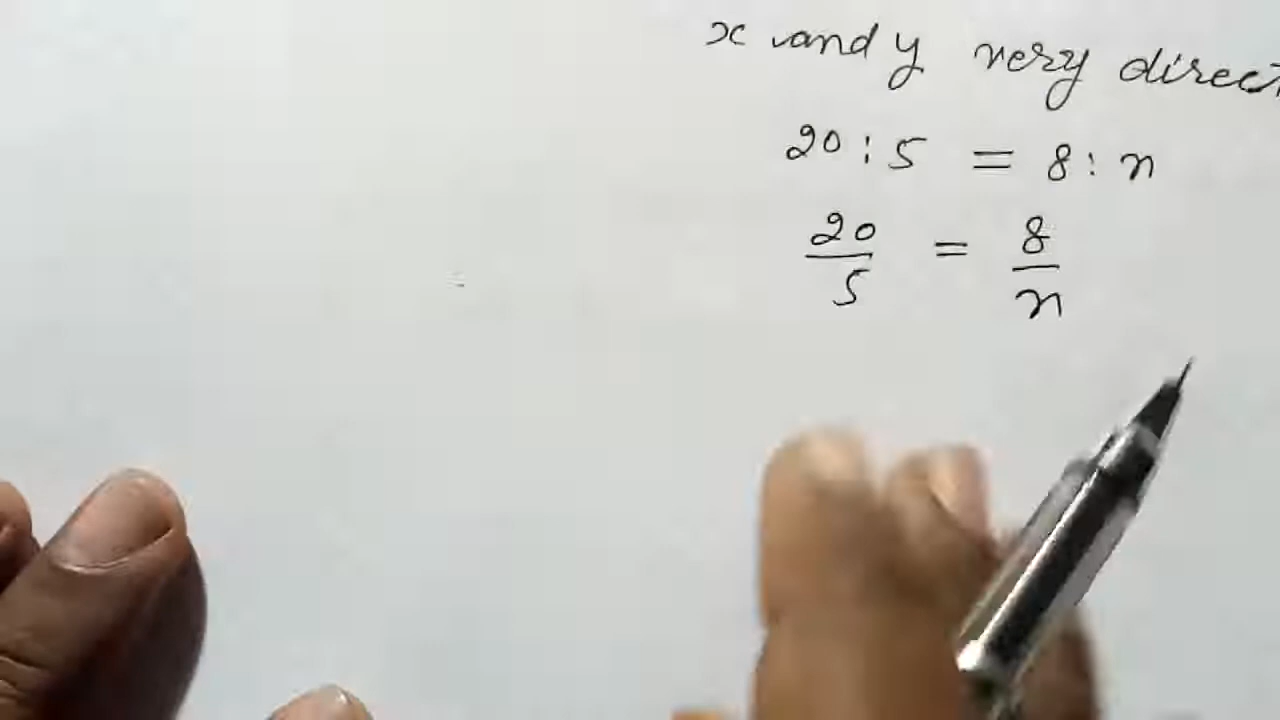 x and y very direct
20 : 5 = 8 : n
20/5 = 8/n